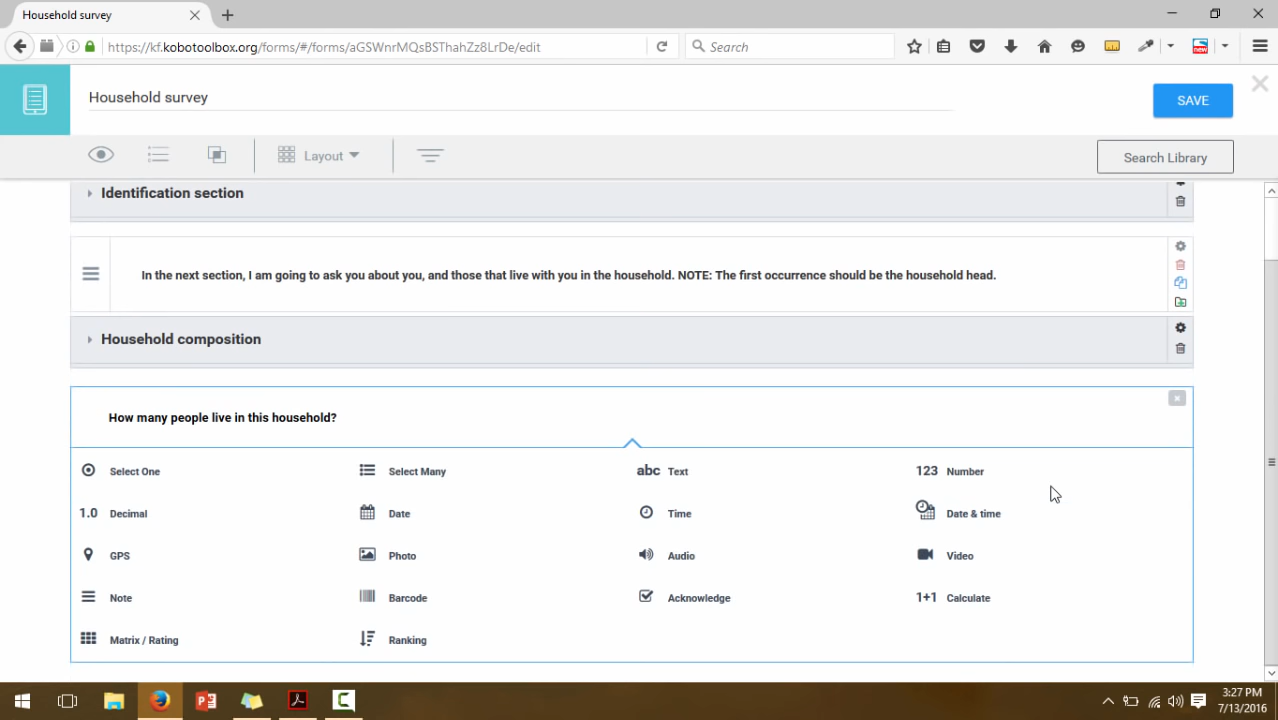 Household survey
https://kf.kobotoolbox.org/forms/#/forms/aGSWnrMQsBSThahZz8LrDe/edit
Search
new
Household survey
SAVE
Layout
Search Library
Identification section
In the next section, I am going to ask you about you, and those that live with you in the household. NOTE: The first occurrence should be the household head.
Household composition
How many people live in this household?
Select One
Select Many
abc Text
123 Number
1.0 Decimal
Date
Time
Date & time
GPS
Photo
Audio
Video
Note
Barcode
Acknowledge
1+1 Calculate
Matrix / Rating
Ranking
3:27 PM
7/13/2016